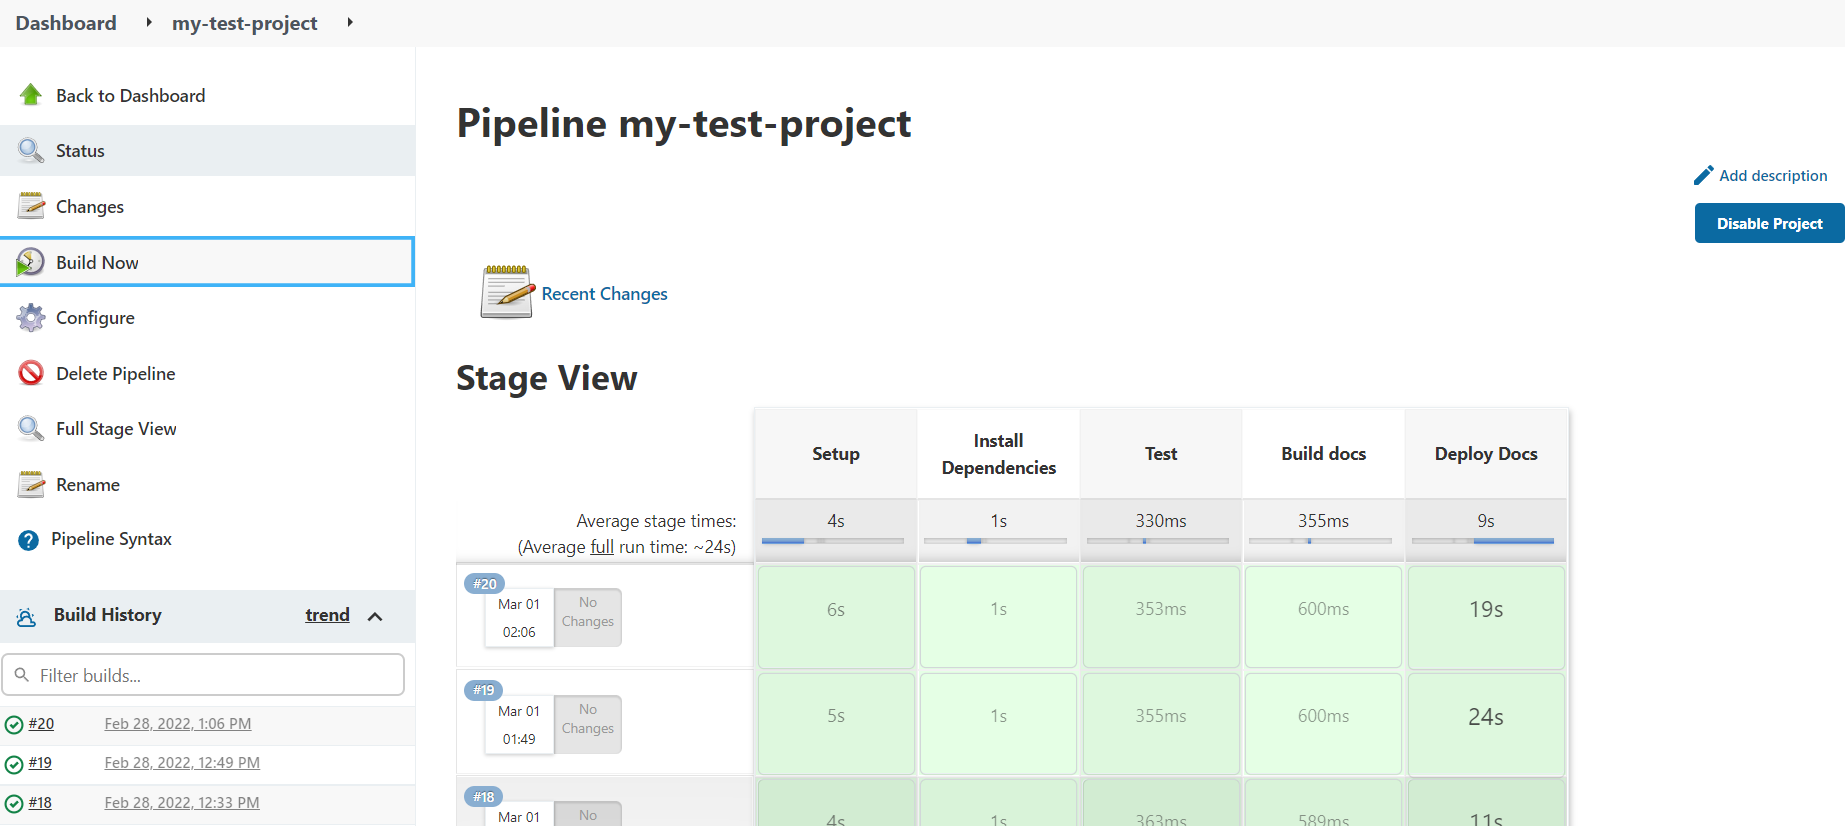 Dashboard
my-test-project
Back to Dashboard
Status
Changes
Build Now
Configure
Delete Pipeline
Full Stage View
Rename
Pipeline Syntax
Build History
trend
Filter builds...
#20 Feb 28, 2022, 1:06 PM
#19 Feb 28, 2022, 12:49 PM
#18 Feb 28, 2022, 12:33 PM
Pipeline my-test-project
Add description
Disable Project
Recent Changes
Stage View
Setup
Install
Dependencies
Test
Build docs
Deploy Docs
Average stage times:
(Average full run time: ~24s)
4s
1s
330ms
355ms
9s
#20
Mar 01
02:06
No
Changes
6s
1s
353ms
600ms
19s
#19
Mar 01
01:49
No
Changes
5s
1s
355ms
600ms
24s
#18
Mar 01
No
4s
1s
363ms
589ms
11s